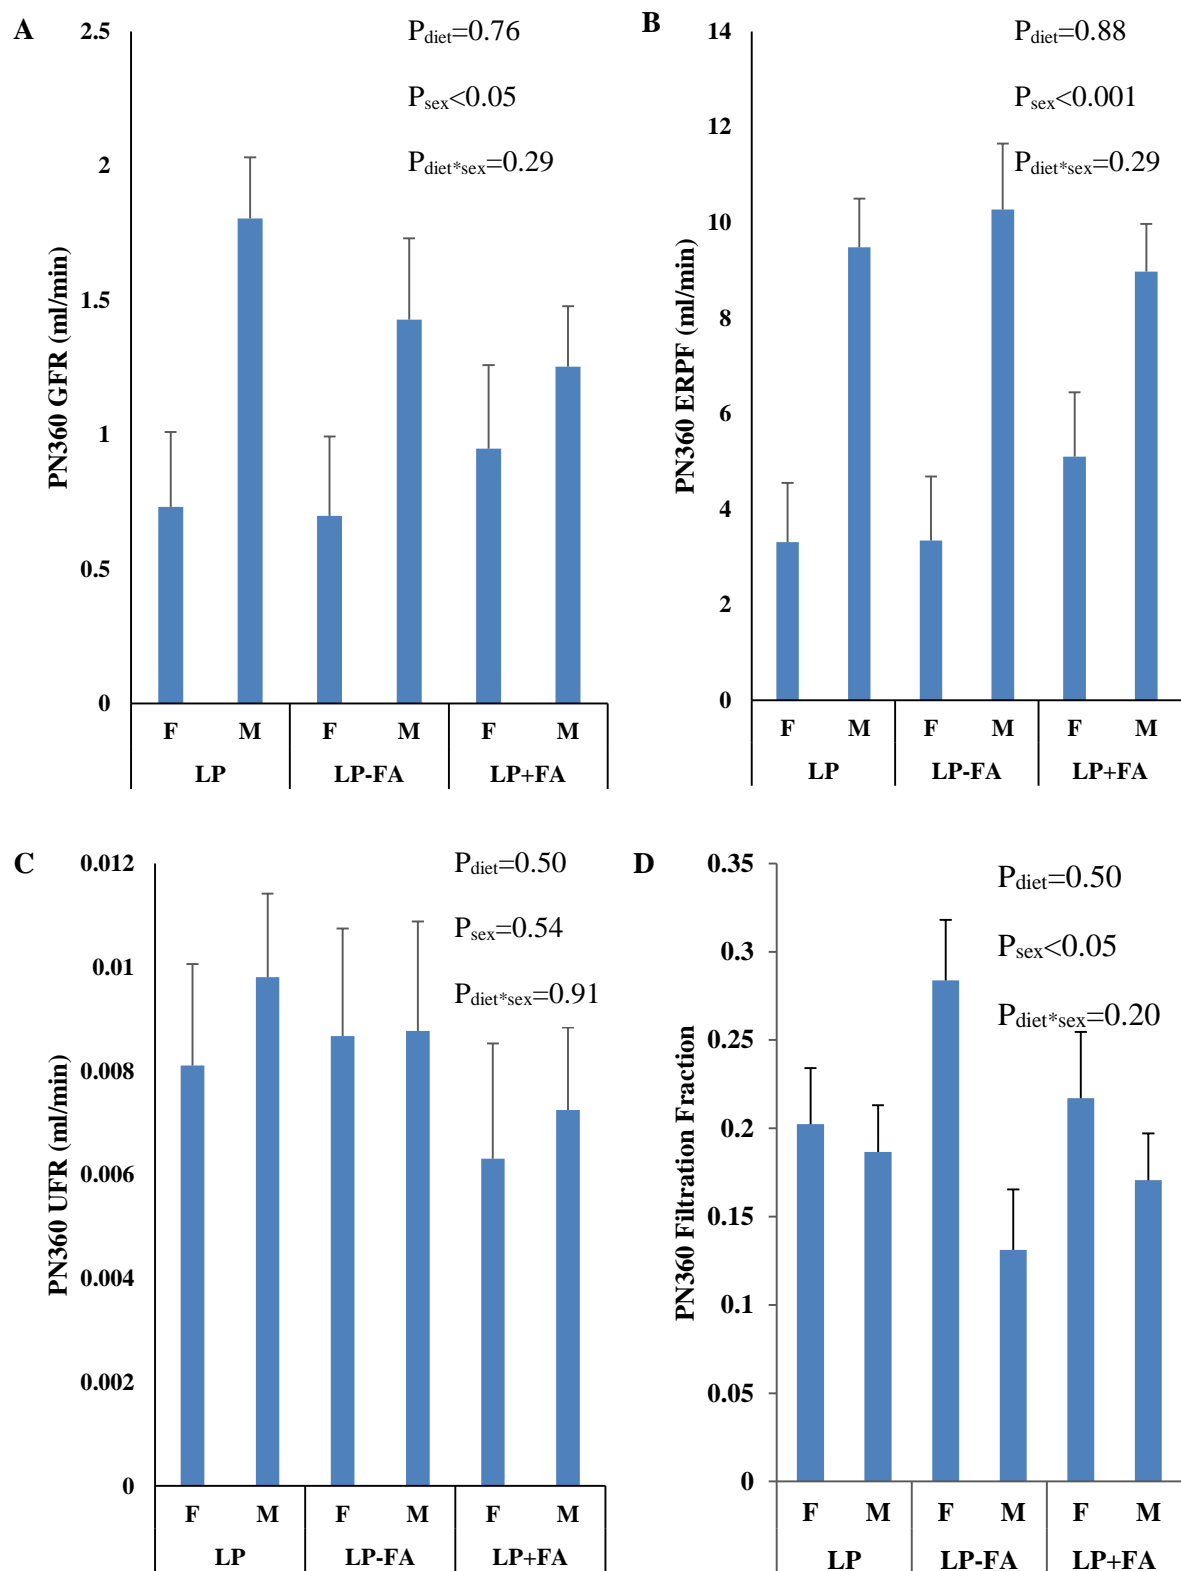 A
P_diet=0.76
P_sex<0.05
P_diet*sex=0.29
PN360 GFR (ml/min)
2.5
2
1.5
1
0.5
0
F M F M F M
LP LP-FA LP+FA
B
P_diet=0.88
P_sex<0.001
P_diet*sex=0.29
PN360 ERPF (ml/min)
14
12
10
8
6
4
2
0
F M F M F M
LP LP-FA LP+FA
C
P_diet=0.50
P_sex=0.54
P_diet*sex=0.91
PN360 UFR (ml/min)
0.012
0.01
0.008
0.006
0.004
0.002
0
F M F M F M
LP LP-FA LP+FA
D
P_diet=0.50
P_sex<0.05
P_diet*sex=0.20
PN360 Filtration Fraction
0.35
0.3
0.25
0.2
0.15
0.1
0.05
0
F M F M F M
LP LP-FA LP+FA